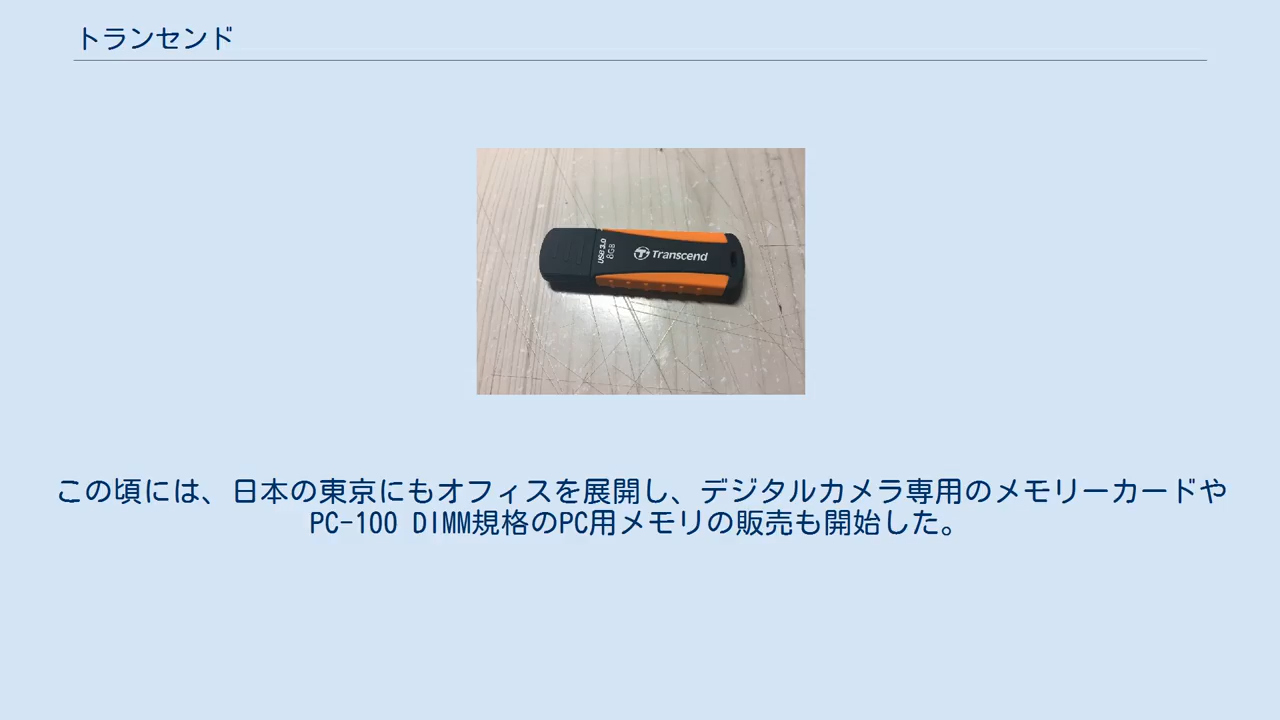 トランセンド
USB 3.0
8GB
Transcend
この頃には、日本の東京にもオフィスを展開し、デジタルカメラ専用のメモリーカードや
PC-100 DIMM規格のPC用メモリの販売も開始した。